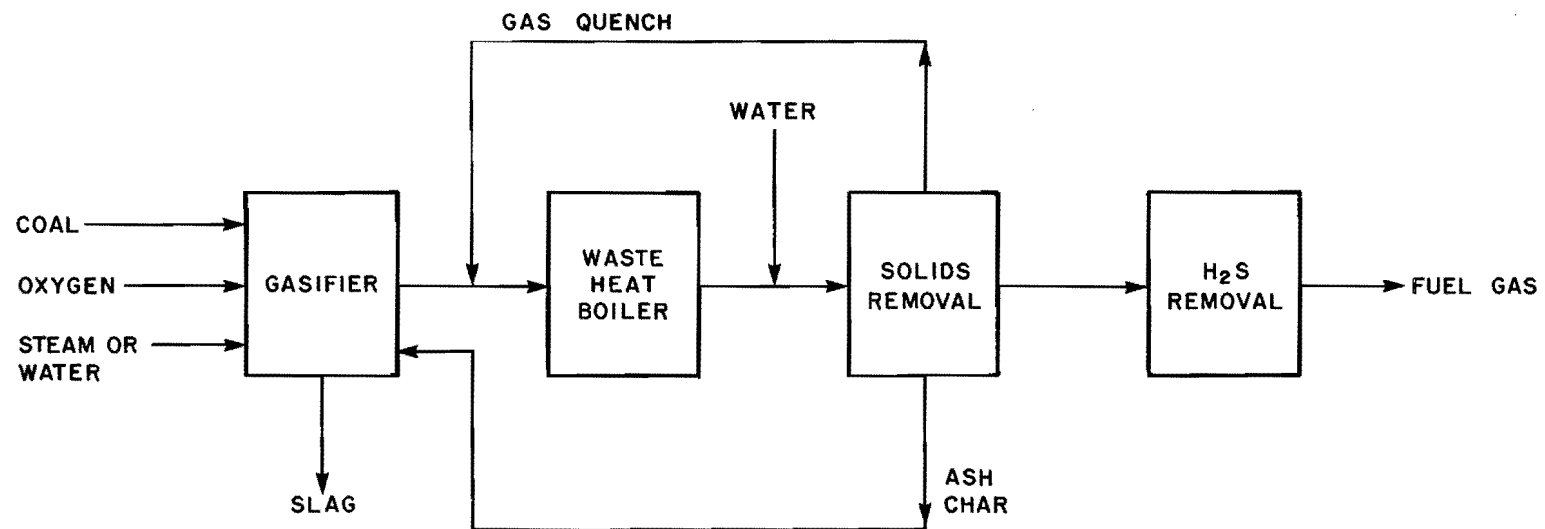 GAS QUENCH
WATER
COAL
OXYGEN
STEAM OR
WATER
GASIFIER
WASTE
HEAT
BOILER
SOLIDS
REMOVAL
H₂S
REMOVAL
FUEL GAS
SLAG
ASH
CHAR